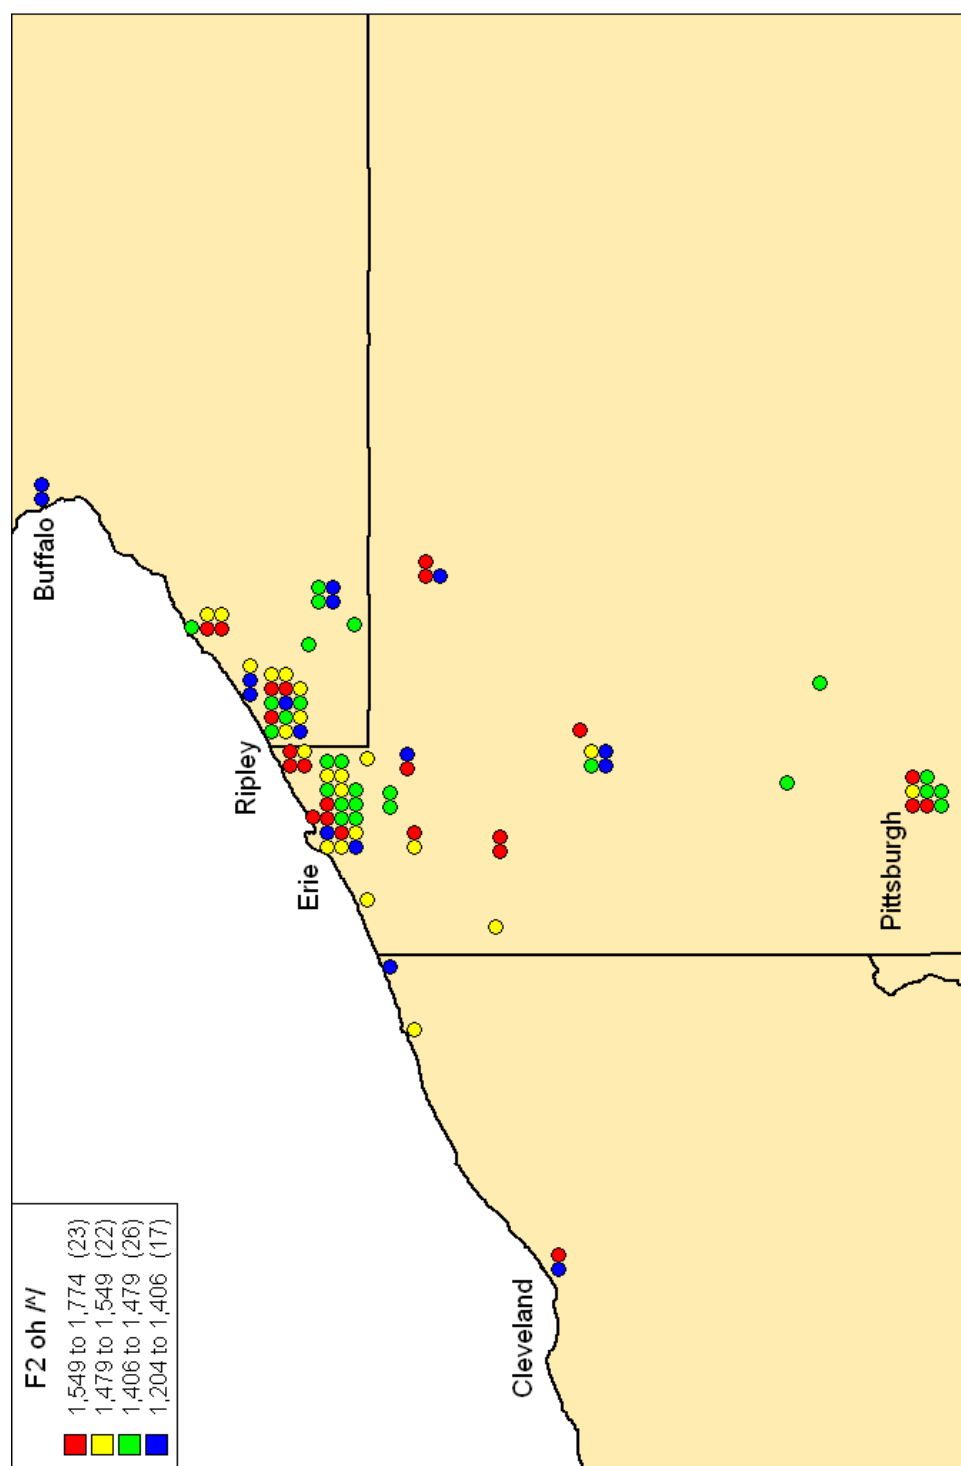 F2 oh /^/
1,549 to 1,774 (23)
1,479 to 1,549 (22)
1,406 to 1,479 (26)
1,204 to 1,406 (17)
Buffalo
Ripley
Erie
Cleveland
Pittsburgh